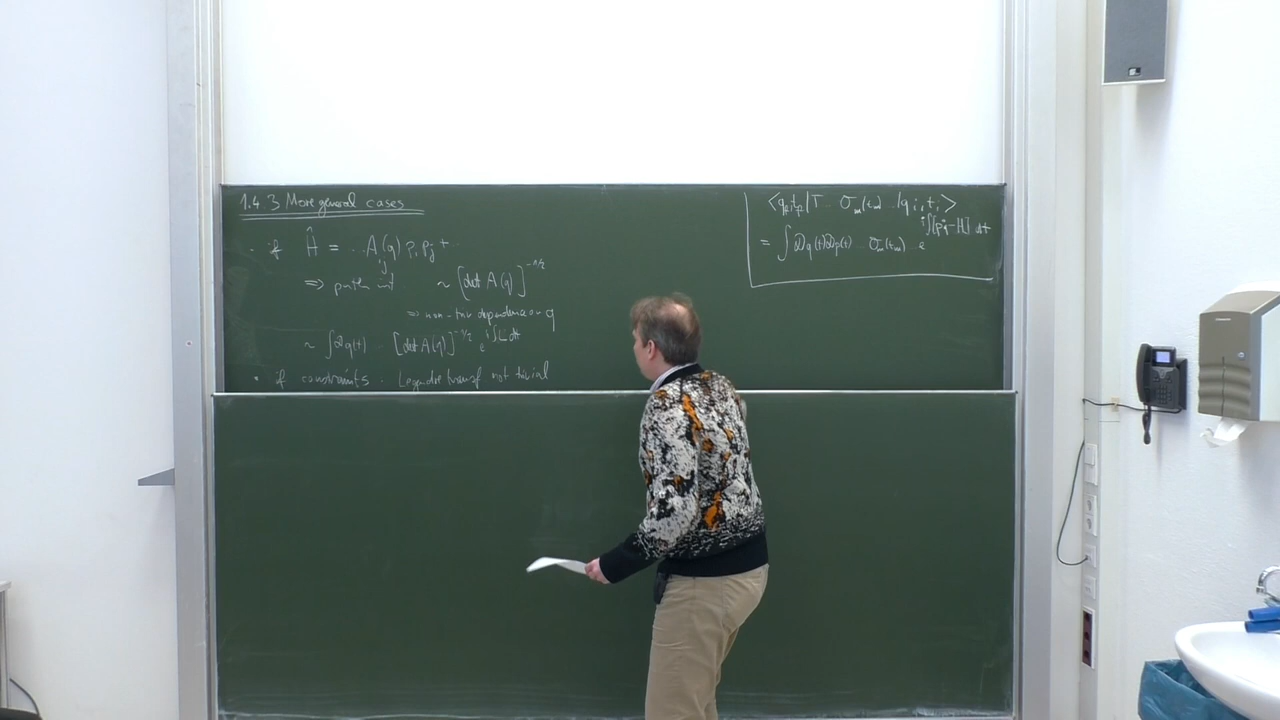 1.4.3 More general cases
· if Ĥ = ... A_ij(q) p_i p_j + ...
⇒ path int ~ [det A(q)]^{-1/2}
⇒ non-triv dependence on q
~ ∫Dq(t) [det A(q)]^{-1/2} e^{i∫L dt}
• if constraints. Legendre transf not trivial
⟨q_f,t_f|T... O_m(t_m) ...|q_i,t_i⟩
= ∫Dq(t)Dp(t) ... O_m(t_m) ... e^{i∫[pq̇-H] dt}